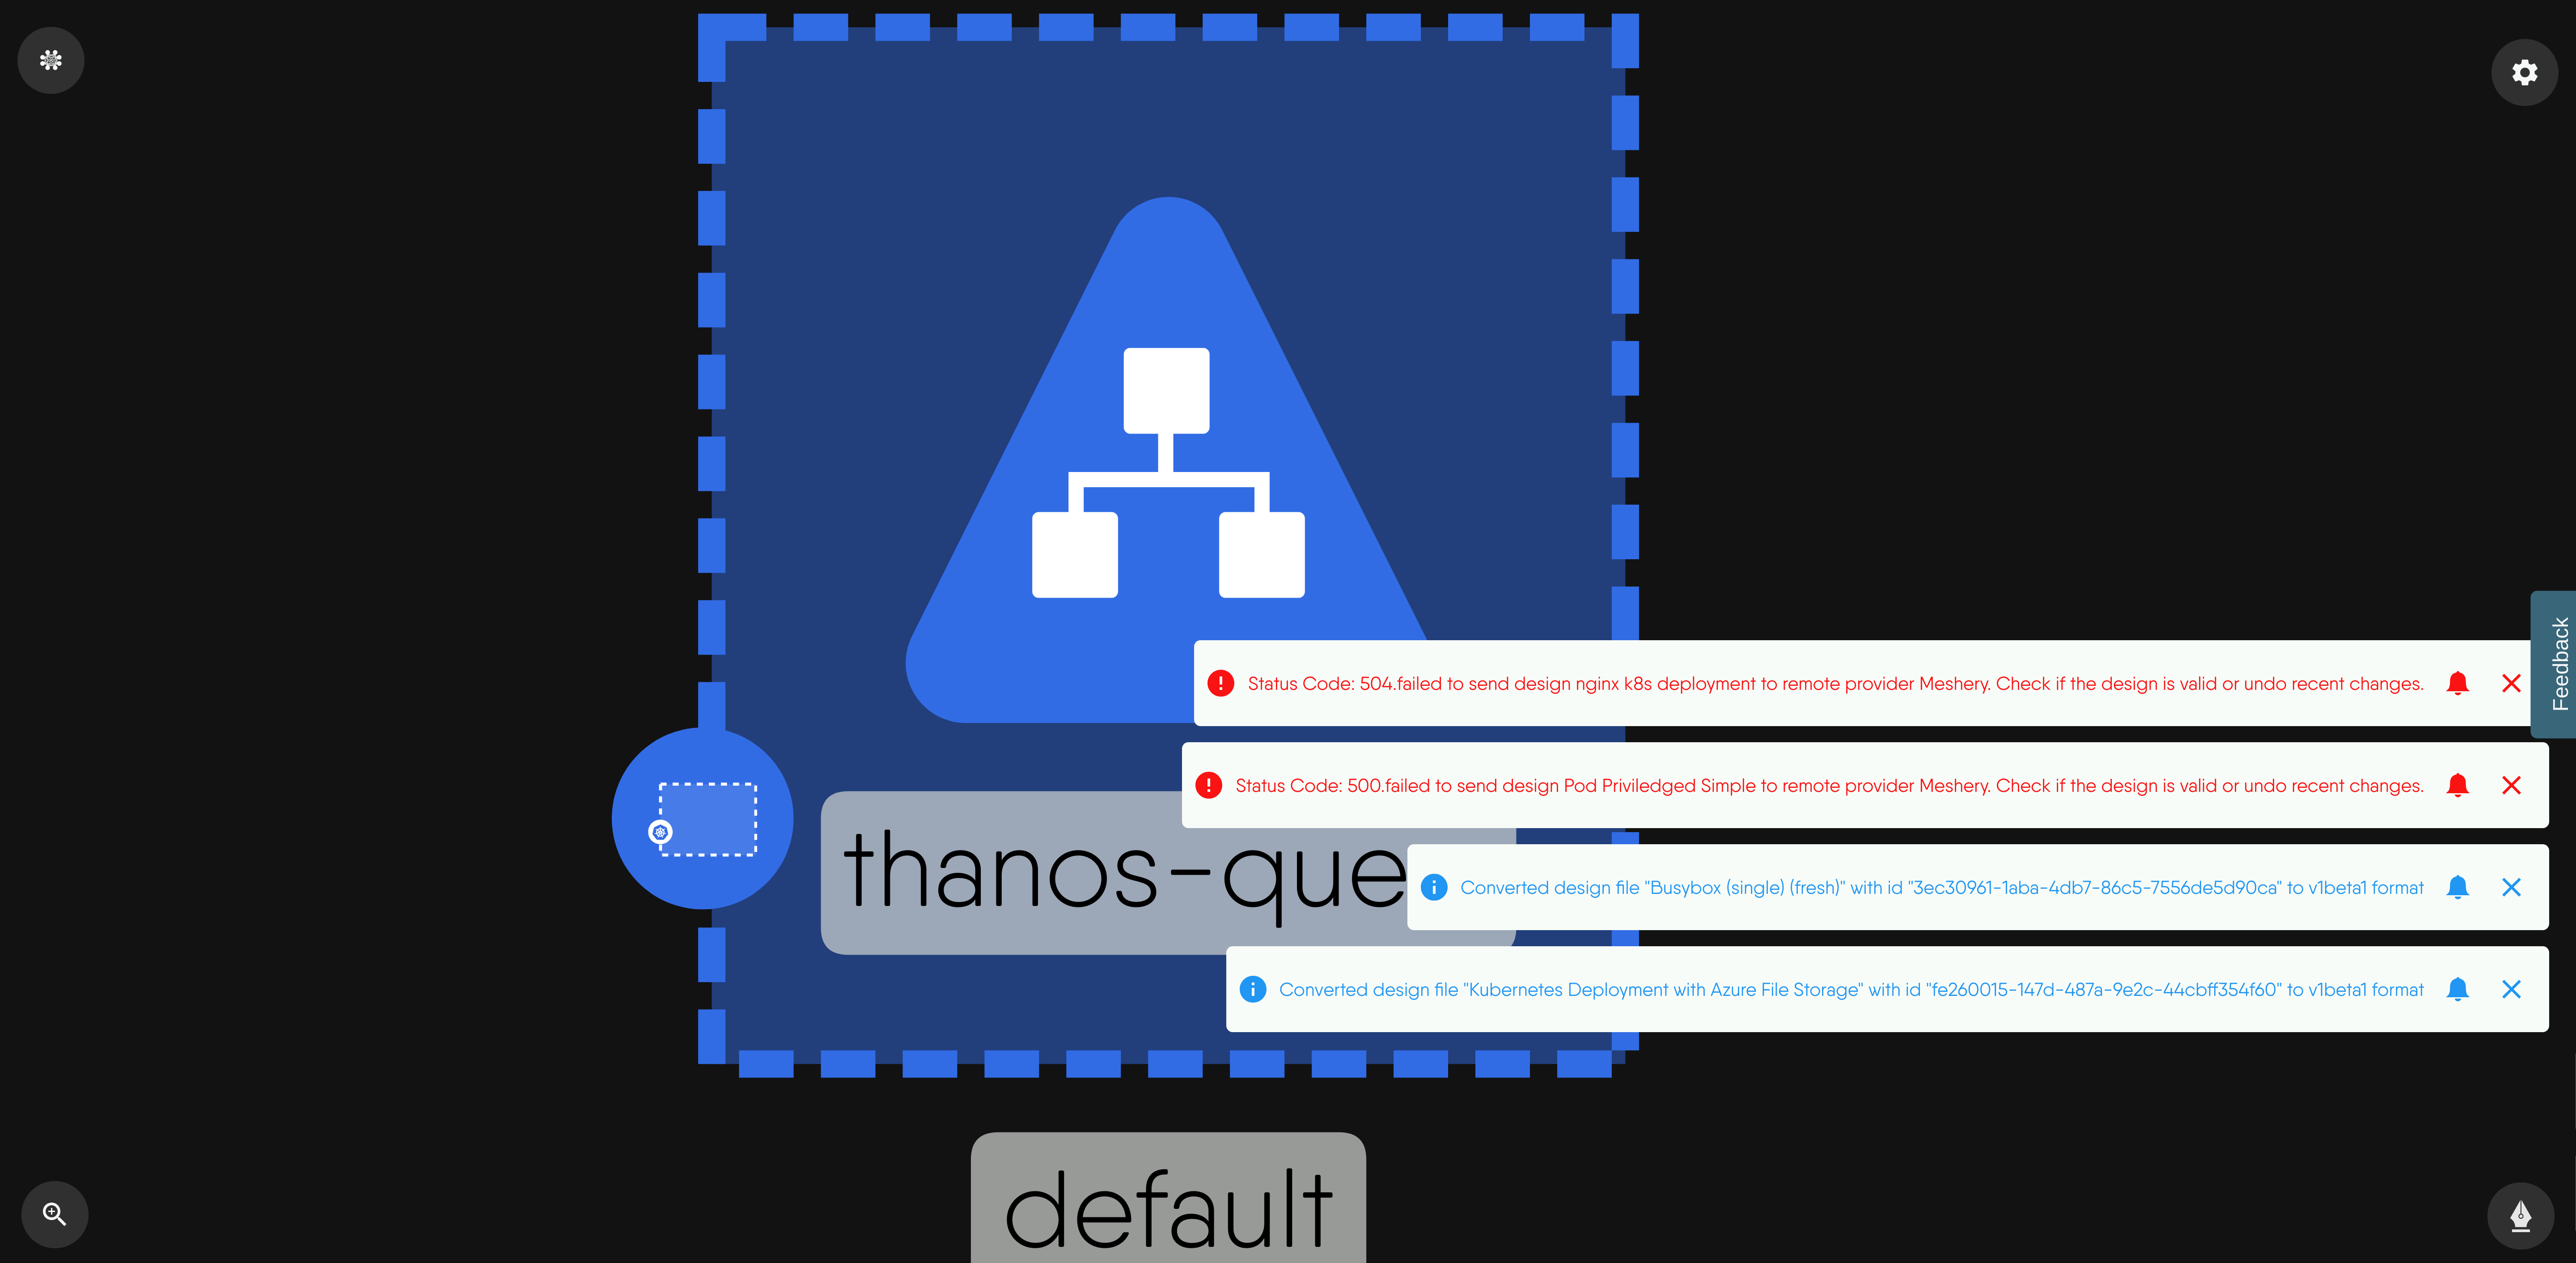 Feedback
Status Code: 504.failed to send design nginx k8s deployment to remote provider Meshery. Check if the design is valid or undo recent changes.
Status Code: 500.failed to send design Pod Priviledged Simple to remote provider Meshery. Check if the design is valid or undo recent changes.
thanos-que
Converted design file "Busybox (single) (fresh)" with id "3ec30961-1aba-4db7-86c5-7556de5d90ca" to v1beta1 format
Converted design file "Kubernetes Deployment with Azure File Storage" with id "fe260015-147d-487a-9e2c-44cbff354f60" to v1beta1 format
default